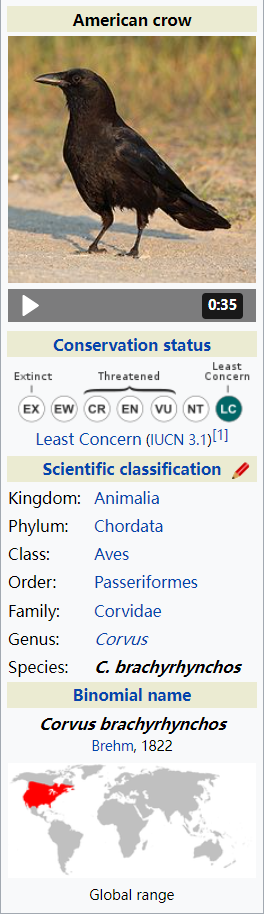 American crow
0:35
Conservation status
Extinct Threatened Least Concern
EX EW CR EN VU NT LC
Least Concern (IUCN 3.1)[1]
Scientific classification
Kingdom: Animalia
Phylum: Chordata
Class: Aves
Order: Passeriformes
Family: Corvidae
Genus: Corvus
Species: C. brachyrhynchos
Binomial name
Corvus brachyrhynchos
Brehm, 1822
Global range